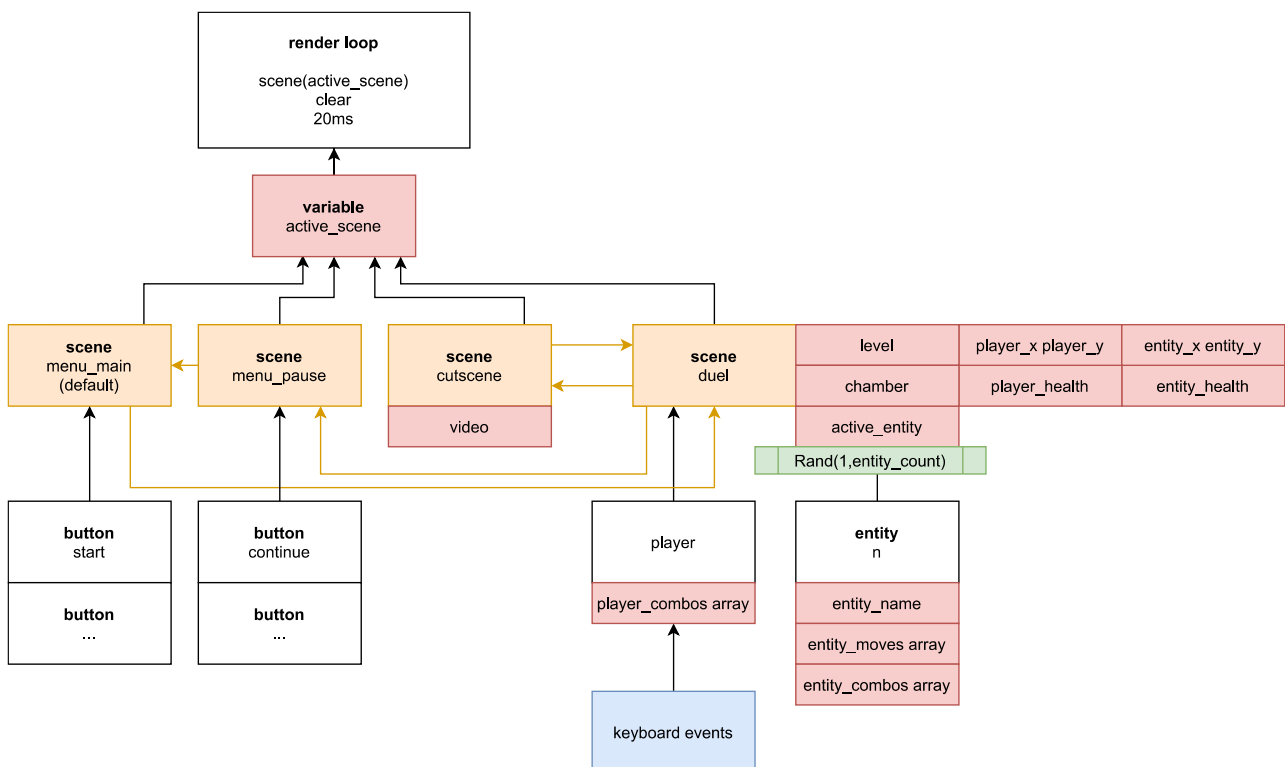 render loop
scene(active_scene)
clear
20ms
variable
active_scene
scene
menu_main
(default)
scene
menu_pause
scene
cutscene
video
scene
duel
level
player_x player_y
entity_x entity_y
chamber
player_health
entity_health
active_entity
Rand(1,entity_count)
button
start
button
...
button
continue
button
...
player
player_combos array
keyboard events
entity
n
entity_name
entity_moves array
entity_combos array